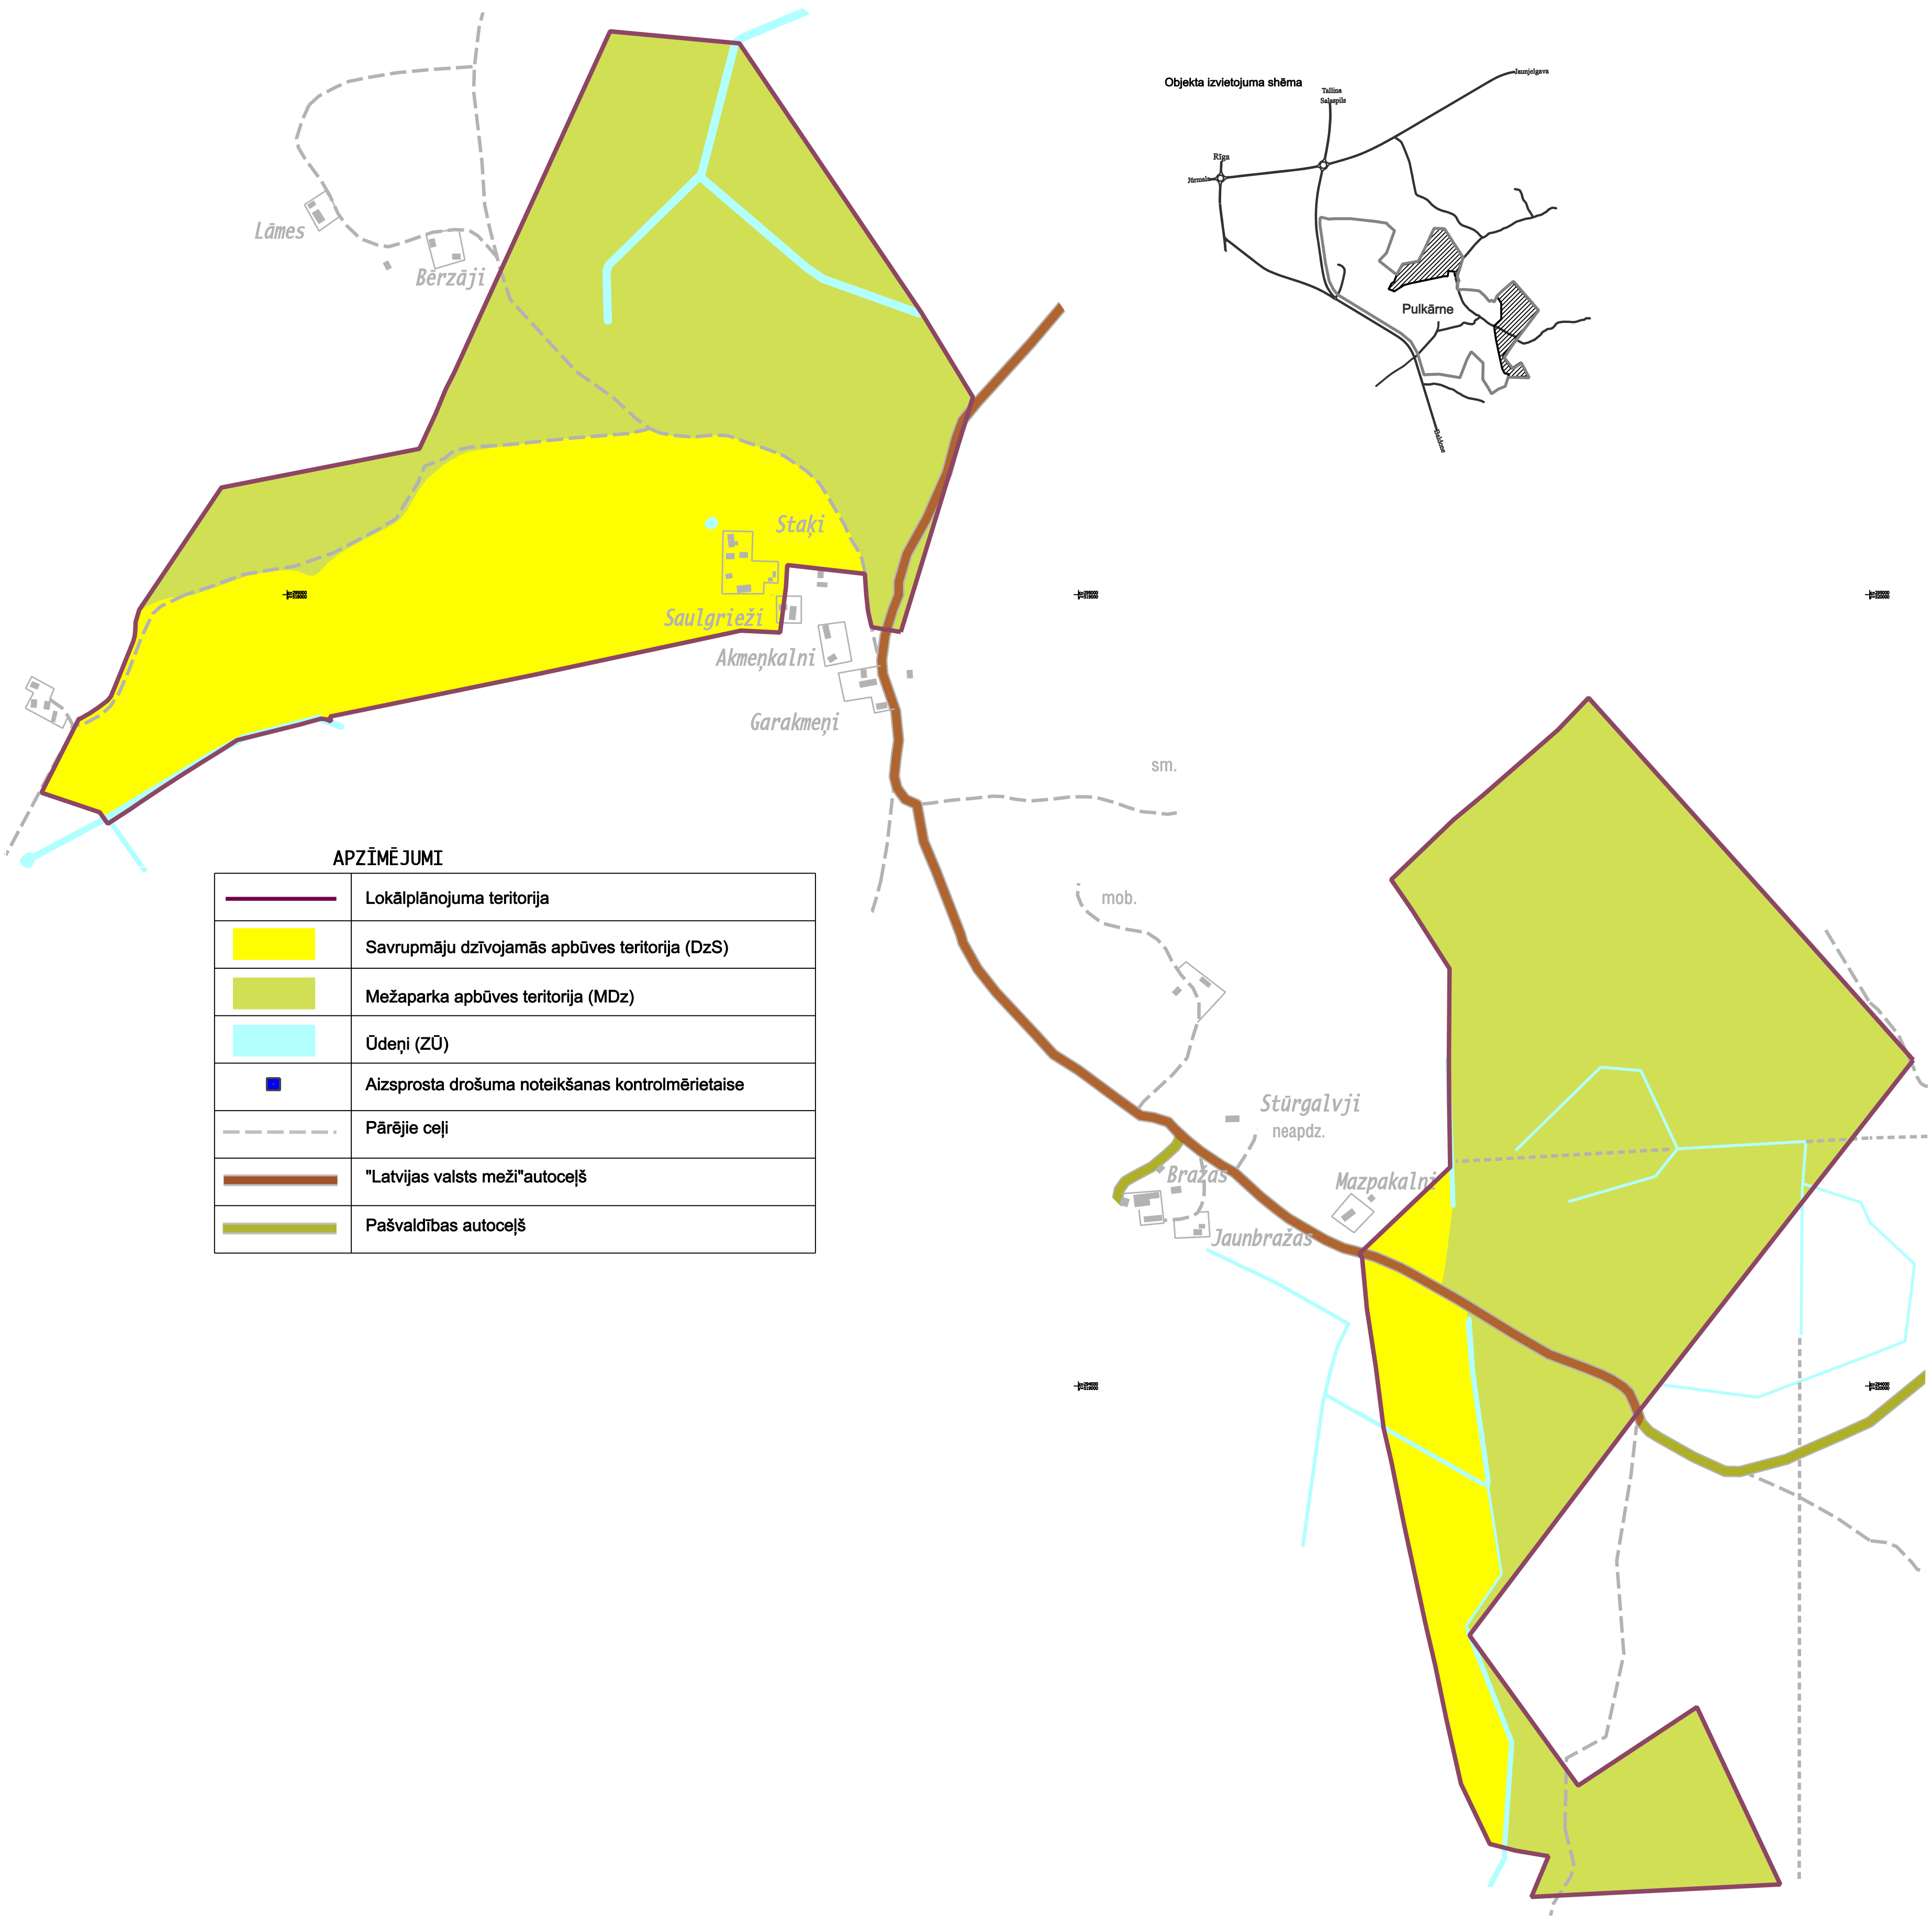 Objekta izvietojuma shēma
Jaunjelgava
Tallina
Salaspils
Rīga
Jūrmala
Pulkārne
Baldone
Lāmes
Bērzāji
Staķi
Saulgrieži
Akmeņkalni
Garakmeņi
sm.
mob.
Stūrgalvji
neapdz.
Bražas
Mazpakalni
Jaunbražas
APZĪMĒJUMI
Lokālplānojuma teritorija
Savrupmāju dzīvojamās apbūves teritorija (DzS)
Mežaparka apbūves teritorija (MDz)
Ūdeņi (ZŪ)
Aizsprosta drošuma noteikšanas kontrolmērietaise
Pārējie ceļi
"Latvijas valsts meži"autoceļš
Pašvaldības autoceļš